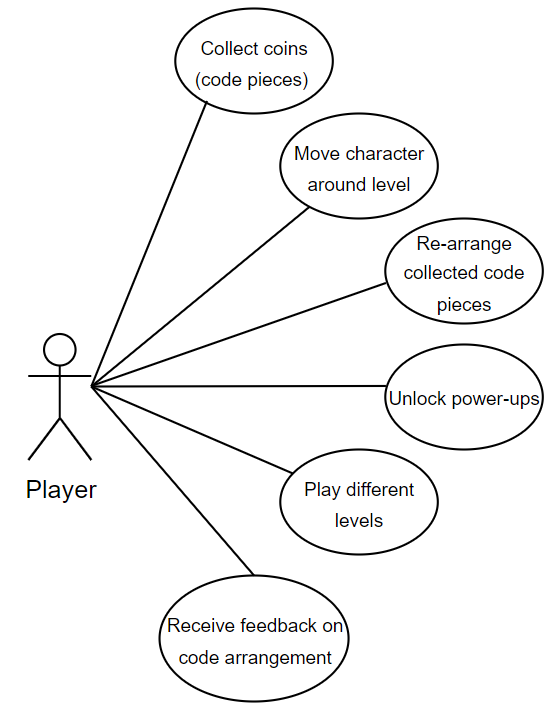 Collect coins
(code pieces)
Move character
around level
Re-arrange
collected code
pieces
Unlock power-ups
Player
Play different
levels
Receive feedback on
code arrangement